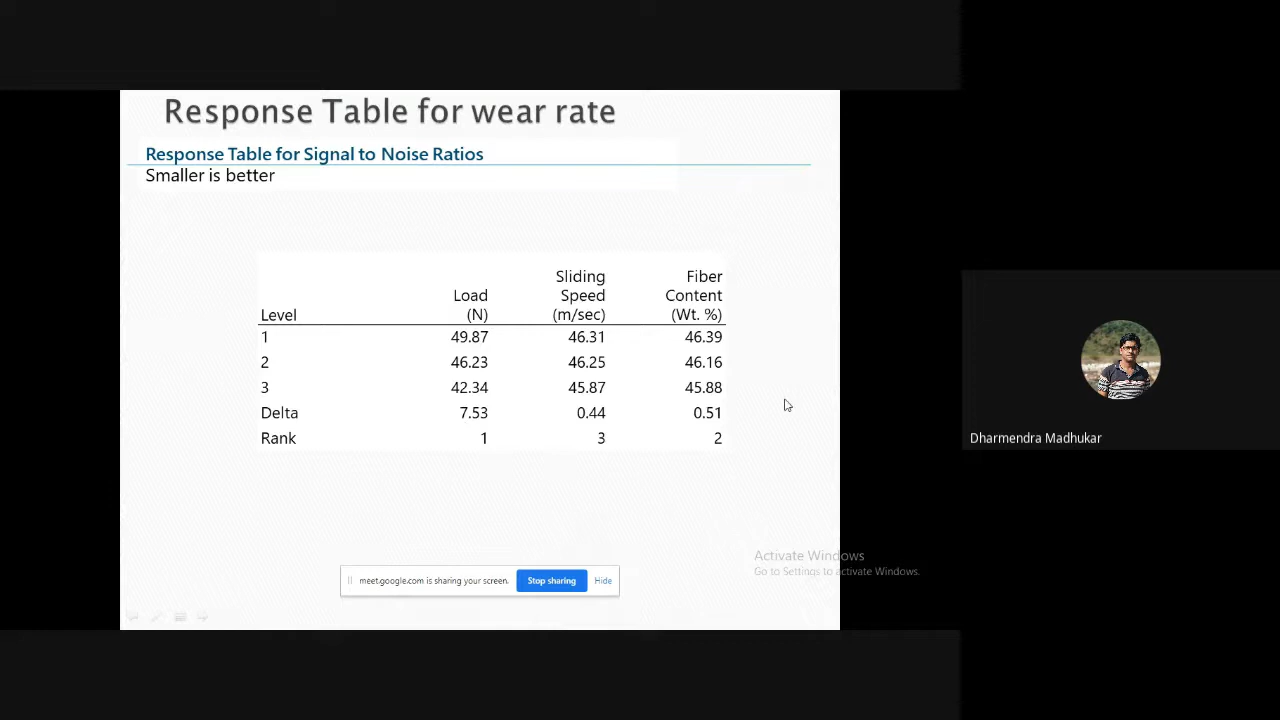 Response Table for wear rate
Response Table for Signal to Noise Ratios
Smaller is better
Sliding Fiber
Load Speed Content
Level (N) (m/sec) (Wt. %)
1 49.87 46.31 46.39
2 46.23 46.25 46.16
3 42.34 45.87 45.88
Delta 7.53 0.44 0.51
Rank 1 3 2
Dharmendra Madhukar
Activate Windows
Go to Settings to activate Windows.
meet.google.com is sharing your screen. Stop sharing Hide